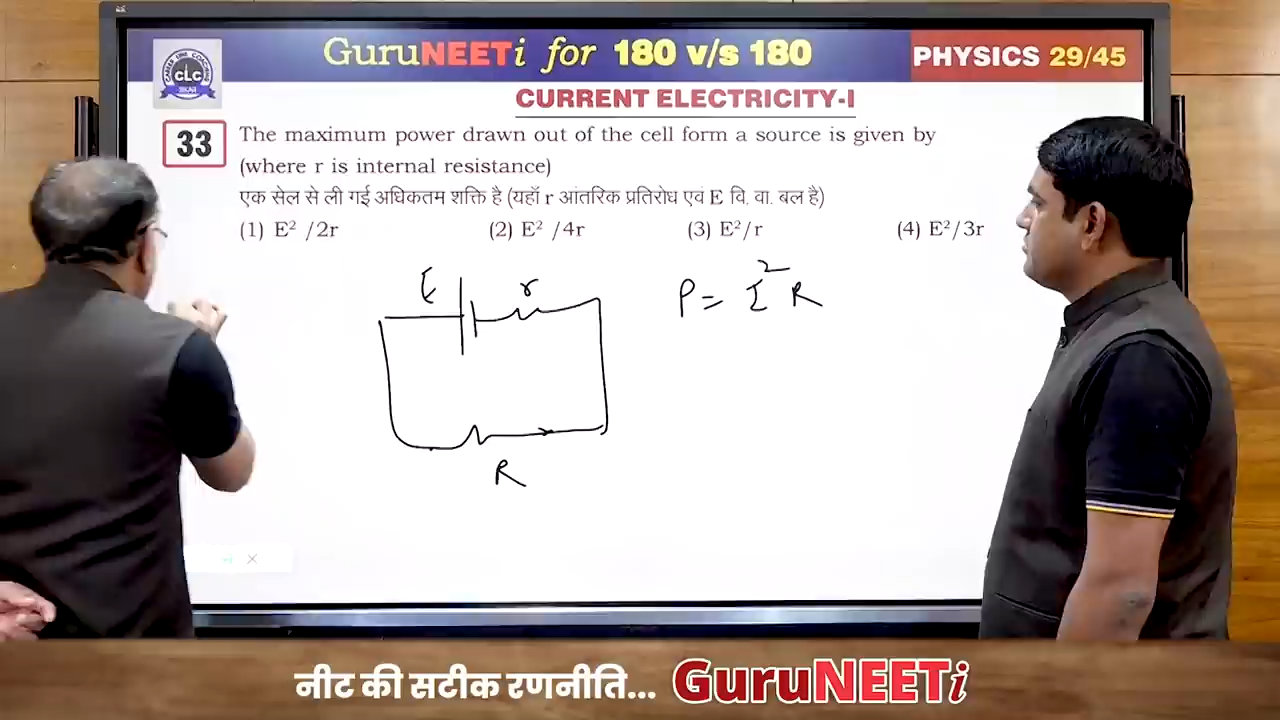 GuruNEETi for 180 v/s 180
PHYSICS 29/45
CLC
CURRENT ELECTRICITY-I
33
The maximum power drawn out of the cell form a source is given by
(where r is internal resistance)
एक सेल से ली गई अधिकतम शक्ति है (यहाँ r आंतरिक प्रतिरोध एवं E वि. वा. बल है)
(1) E² /2r (2) E² /4r (3) E²/r (4) E²/3r
E r
P = I² R
R
नीट की सटीक रणनीति... GuruNEETi